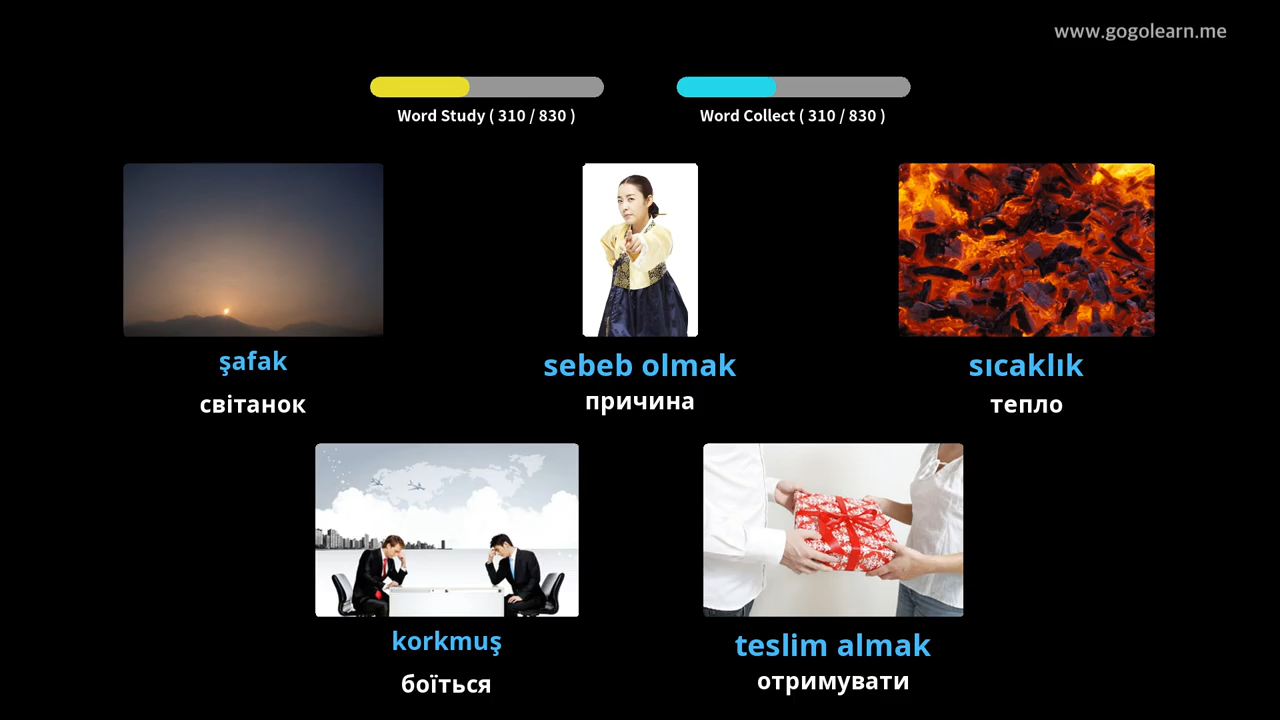 www.gogolearn.me
Word Study ( 310 / 830 )
Word Collect ( 310 / 830 )
şafak
світанок
sebeb olmak
причина
sıcaklık
тепло
korkmuş
боїться
teslim almak
отримувати